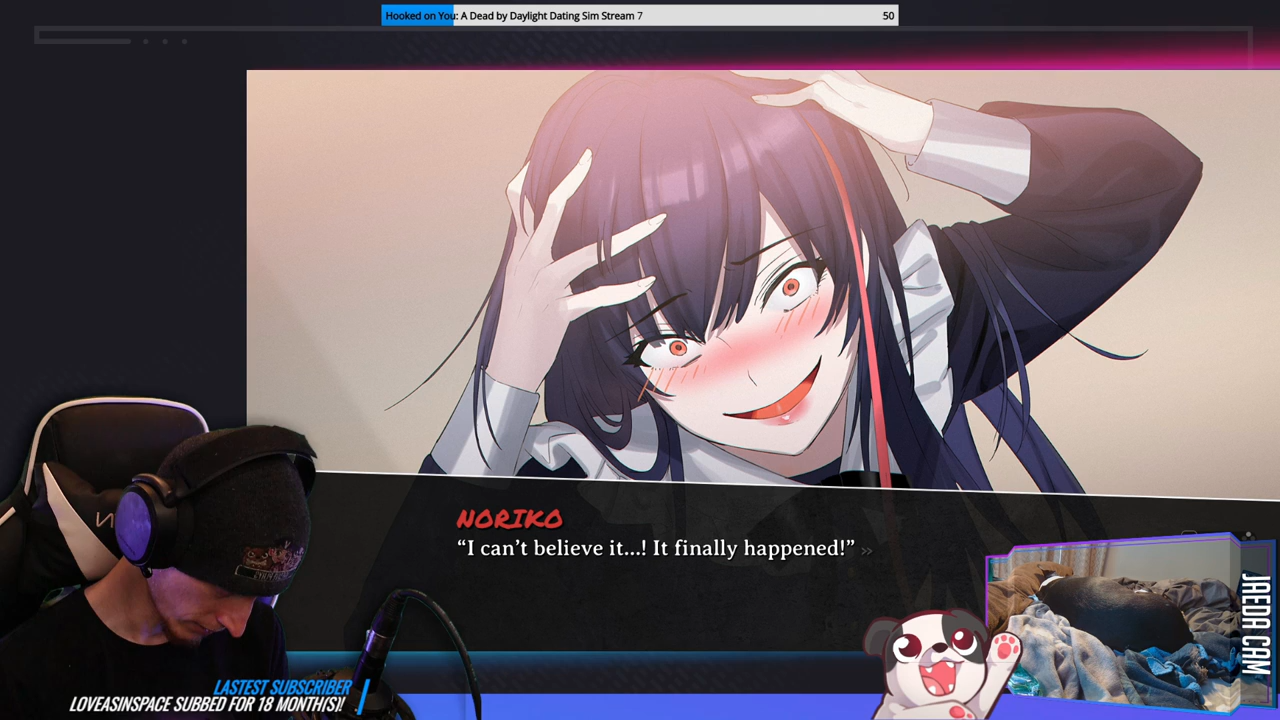 Hooked on You: A Dead by Daylight Dating Sim Stream 7 50
NORIKO
“I can’t believe it...! It finally happened!” »
JAEDA CAM
LASTEST SUBSCRIBER
LOVEASINSPACE SUBBED FOR 18 MONTH(S)!